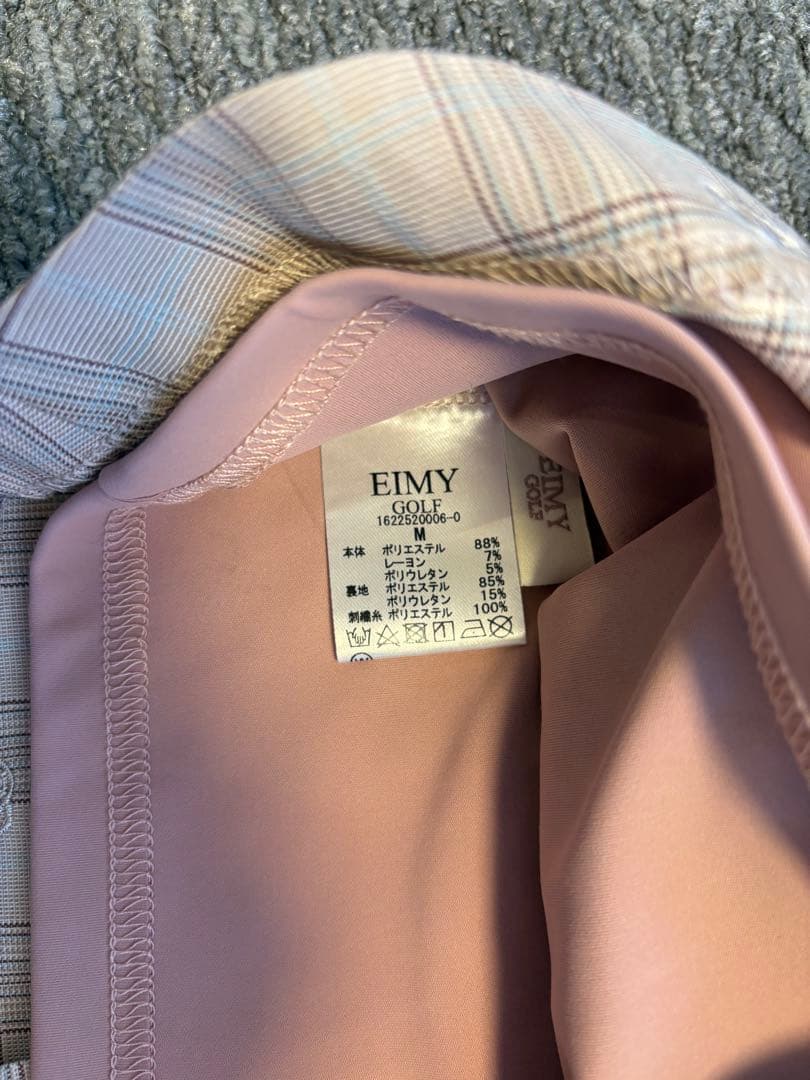 EIMY
GOLF
1622520006-0
M
本体 ポリエステル 88%
レーヨン 7%
ポリウレタン 5%
裏地 ポリエステル 85%
ポリウレタン 15%
刺繍糸 ポリエステル 100%
EIMY
GOLF